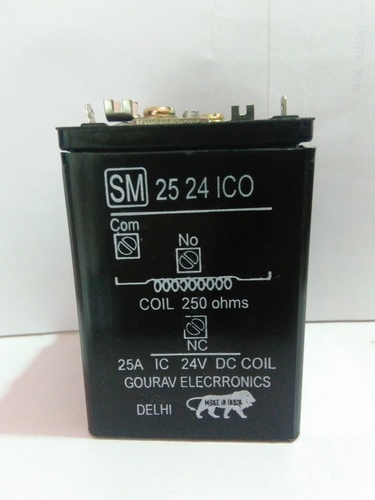 SM 25 24 ICO
Com
No
COIL 250 ohms
NC
25A IC 24V DC COIL
GOURAV ELECRRONICS
DELHI MAKE IN INDIA